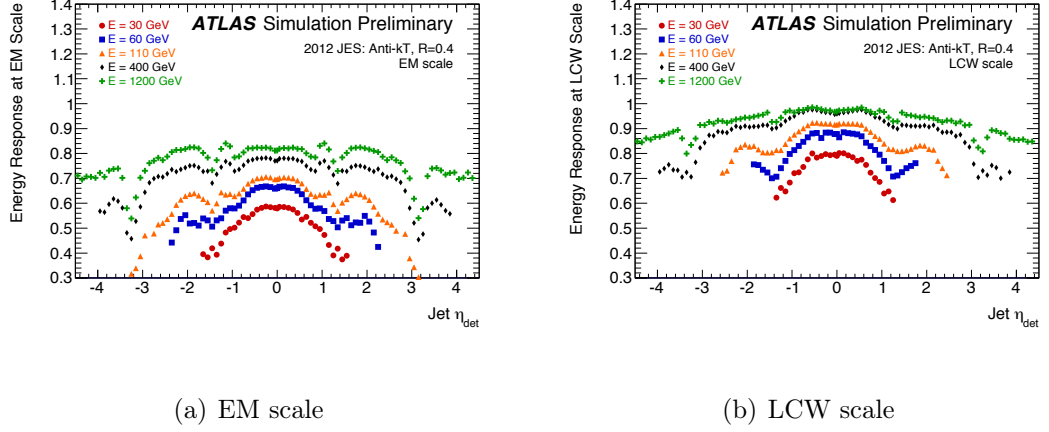 ATLAS Simulation Preliminary
2012 JES: Anti-kT, R=0.4
EM scale
E = 30 GeV
E = 60 GeV
E = 110 GeV
E = 400 GeV
E = 1200 GeV
Energy Response at EM Scale
1.4
1.3
1.2
1.1
1
0.9
0.8
0.7
0.6
0.5
0.4
0.3
-4 -3 -2 -1 0 1 2 3 4
Jet η_det
(a) EM scale
ATLAS Simulation Preliminary
2012 JES: Anti-kT, R=0.4
LCW scale
E = 30 GeV
E = 60 GeV
E = 110 GeV
E = 400 GeV
E = 1200 GeV
Energy Response at LCW Scale
1.4
1.3
1.2
1.1
1
0.9
0.8
0.7
0.6
0.5
0.4
0.3
-4 -3 -2 -1 0 1 2 3 4
Jet η_det
(b) LCW scale